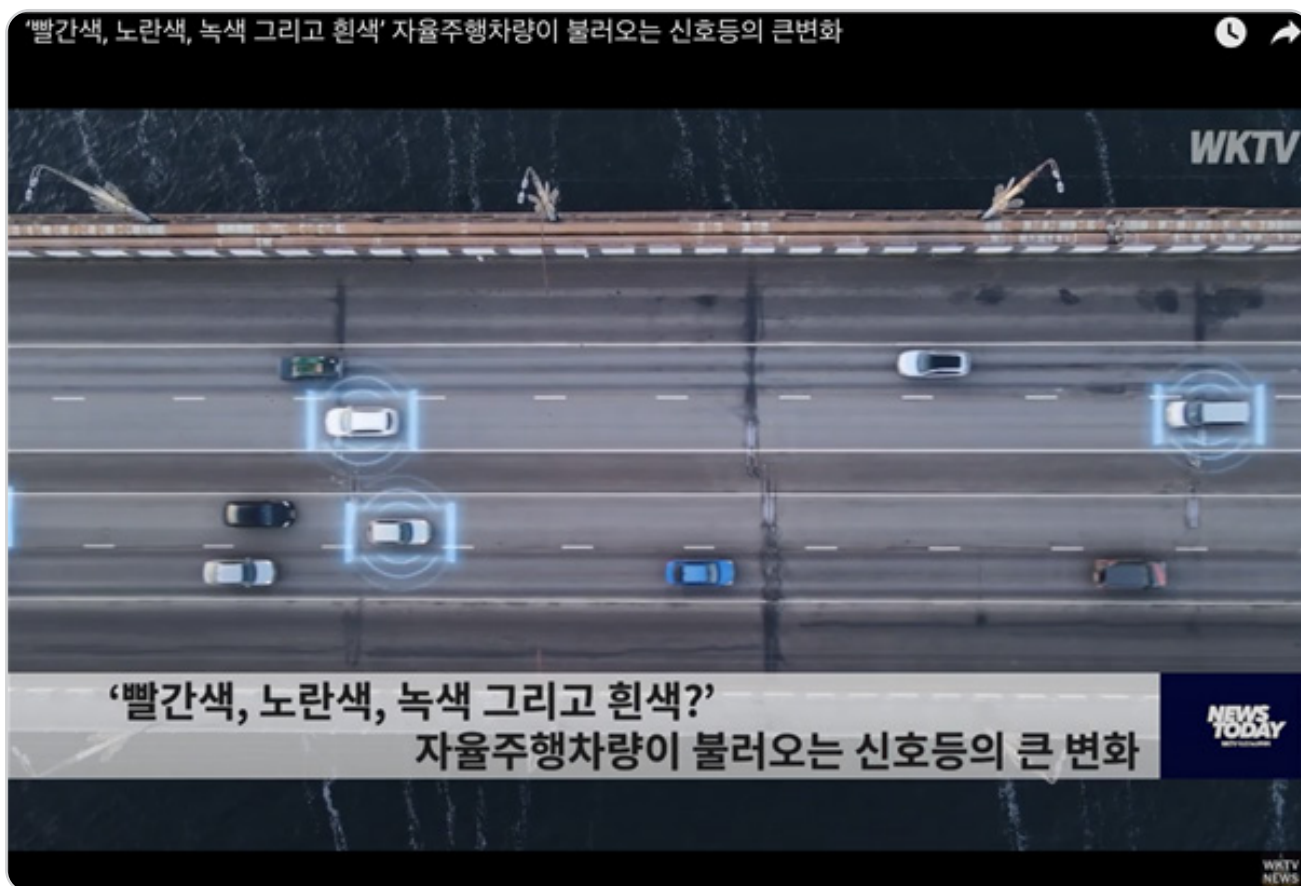 ‘빨간색, 노란색, 녹색 그리고 흰색’ 자율주행차량이 불러오는 신호등의 큰변화
WKTV
‘빨간색, 노란색, 녹색 그리고 흰색?’
자율주행차량이 불러오는 신호등의 큰 변화
NEWS
TODAY
WKTV
NEWS